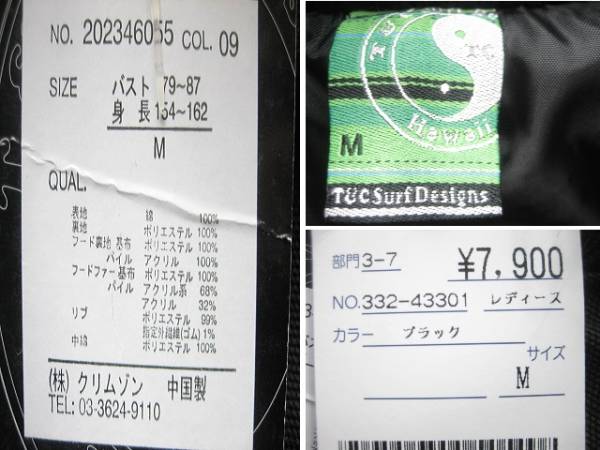 NO. 202346055 COL. 09
SIZE バスト 79~87
身 長 154~162
M
QUAL.
表地 綿 100%
裏地 ポリエステル 100%
フード裏地 基布 ポリエステル 100%
パイル アクリル 100%
フードファー基布 ポリエステル 100%
パイル アクリル系 68%
アクリル 32%
リブ ポリエステル 99%
指定外繊維(ゴム) 1%
中綿 ポリエステル 100%
(株) クリムゾン 中国製
TEL: 03-3624-9110
T&C Surf Designs
TC
Hawaii
M
T&C Surf Designs
部門 3-7 ¥7,900
NO. 332-43301 レディース
カラー ブラック
サイズ
M